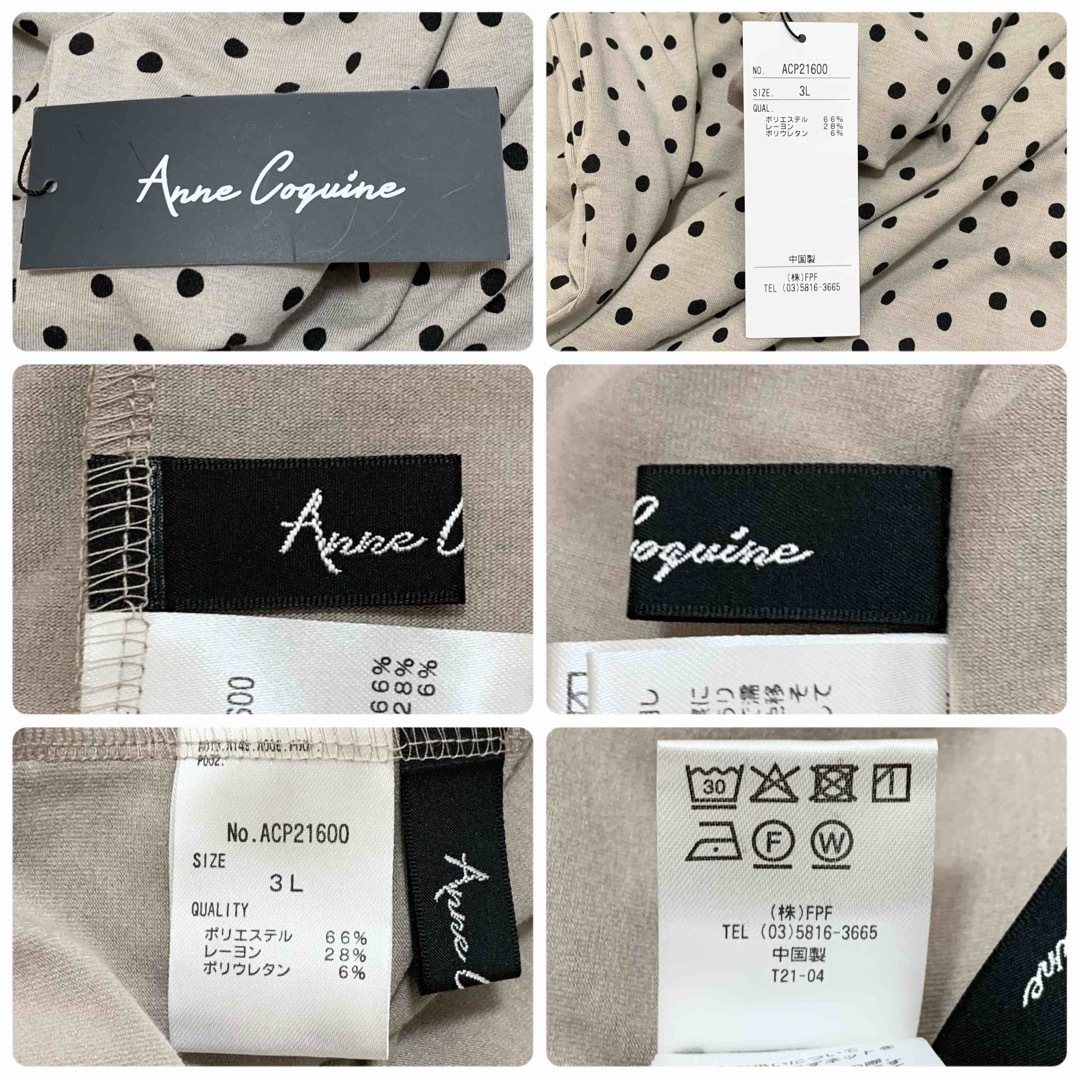 Anne Coquine
NO. ACP21600
SIZE. 3L
QUAL.
ポリエステル 66%
レーヨン 28%
ポリウレタン 6%
中国製
(株)FPF
TEL (03)5816-3665
Anne C
600
66%
28%
6%
Coquine
No.ACP21600
SIZE
3L
QUALITY
ポリエステル 66%
レーヨン 28%
ポリウレタン 6%
Anne C
30
F W
(株)FPF
TEL (03)5816-3665
中国製
T21-04
ine